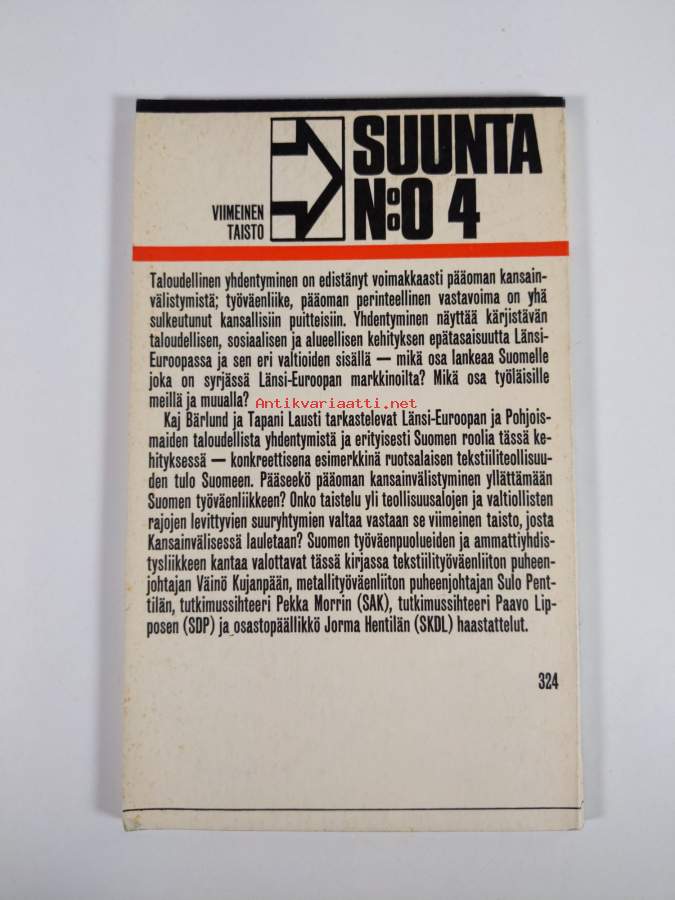 SUUNTA
N:o 4
VIIMEINEN
TAISTO
Taloudellinen yhdentyminen on edistänyt voimakkaasti pääoman kansain-
välistymistä; työväenliike, pääoman perinteellinen vastavoima on yhä
sulkeutunut kansallisiin puitteisiin. Yhdentyminen näyttää kärjistävän
taloudellisen, sosiaalisen ja alueellisen kehityksen epätasaisuutta Länsi-
Euroopassa ja sen eri valtioiden sisällä — mikä osa lankeaa Suomelle
joka on syrjässä Länsi-Euroopan markkinoilta? Mikä osa työläisille
meillä ja muualla?
Antikvariaatti.net
Kaj Bärlund ja Tapani Lausti tarkastelevat Länsi-Euroopan ja Pohjois-
maiden taloudellista yhdentymistä ja erityisesti Suomen roolia tässä ke-
hityksessä — konkreettisena esimerkkinä ruotsalaisen tekstiiliteollisuu-
den tulo Suomeen. Pääseekö pääoman kansainvälistyminen yllättämään
Suomen työväenliikkeen? Onko taistelu yli teollisuusalojen ja valtiollisten
rajojen levittyvien suuryhtymien valtaa vastaan se viimeinen taisto, josta
Kansainvälisessä lauletaan? Suomen työväenpuolueiden ja ammattiyhdis-
tysliikkeen kantaa valottavat tässä kirjassa tekstiilityöväenliiton puheen-
johtajan Väinö Kujanpään, metallityöväenliiton puheenjohtajan Sulo Pent-
tilän, tutkimussihteeri Pekka Morrin (SAK), tutkimussihteeri Paavo Lip-
posen (SDP) ja osastopäällikkö Jorma Hentilän (SKDL) haastattelut.
324